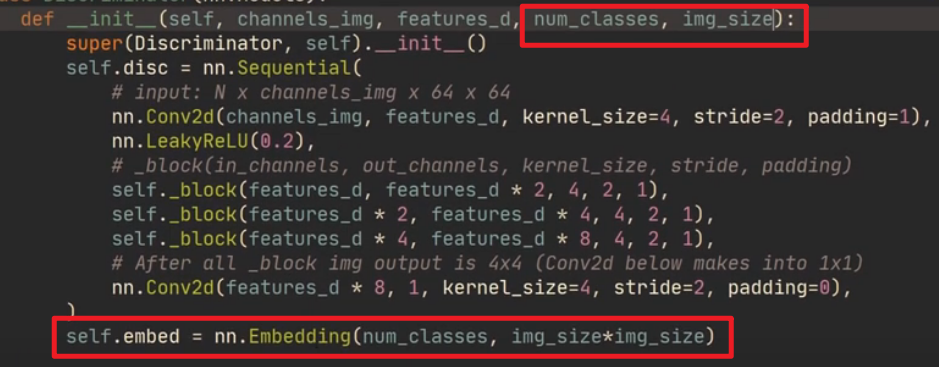 def __init__(self, channels_img, features_d, num_classes, img_size):
super(Discriminator, self).__init__()
self.disc = nn.Sequential(
# input: N x channels_img x 64 x 64
nn.Conv2d(channels_img, features_d, kernel_size=4, stride=2, padding=1),
nn.LeakyReLU(0.2),
# _block(in_channels, out_channels, kernel_size, stride, padding)
self._block(features_d, features_d * 2, 4, 2, 1),
self._block(features_d * 2, features_d * 4, 4, 2, 1),
self._block(features_d * 4, features_d * 8, 4, 2, 1),
# After all _block img output is 4x4 (Conv2d below makes into 1x1)
nn.Conv2d(features_d * 8, 1, kernel_size=4, stride=2, padding=0),
)
self.embed = nn.Embedding(num_classes, img_size*img_size)